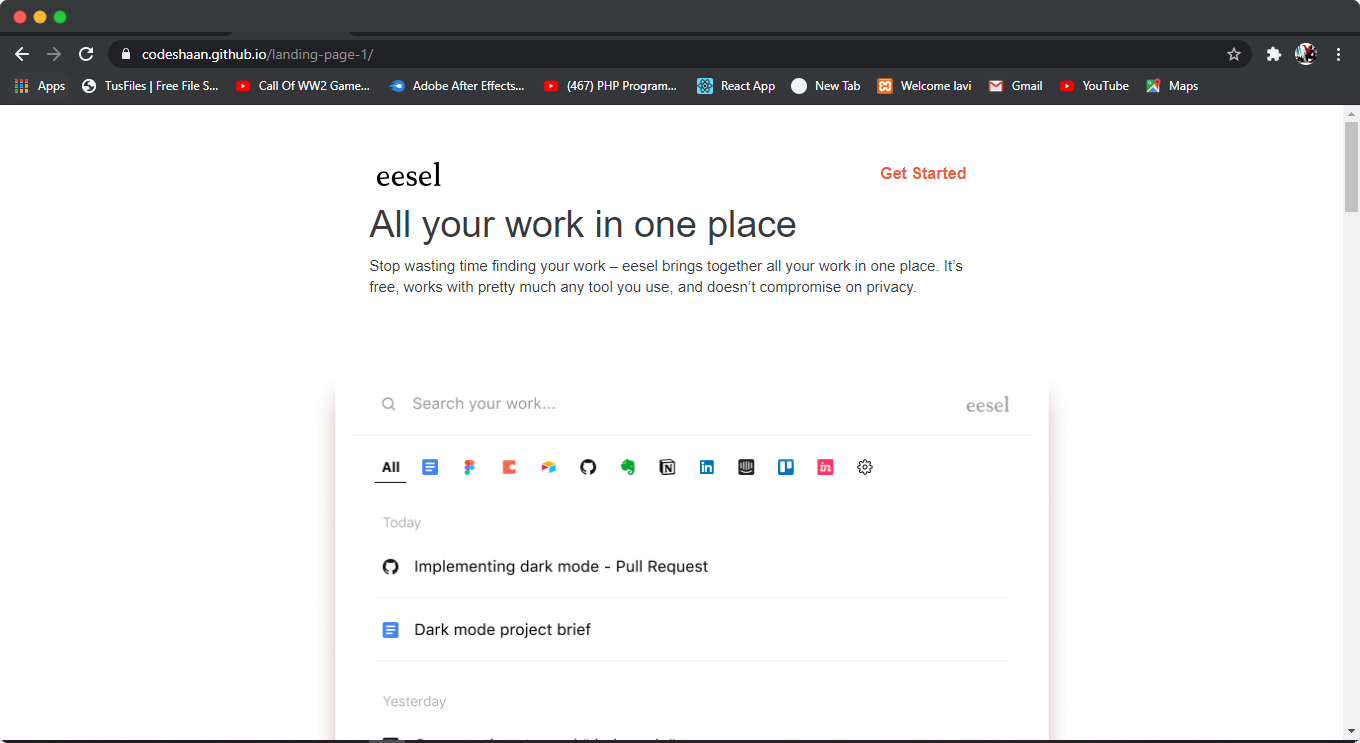 codeshaan.github.io/landing-page-1/
Apps TusFiles | Free File S... Call Of WW2 Game... Adobe After Effects... (467) PHP Program... React App New Tab Welcome lavi Gmail YouTube Maps
eesel Get Started
All your work in one place
Stop wasting time finding your work – eesel brings together all your work in one place. It’s
free, works with pretty much any tool you use, and doesn’t compromise on privacy.
Search your work... eesel
All
Today
Implementing dark mode - Pull Request
Dark mode project brief
Yesterday